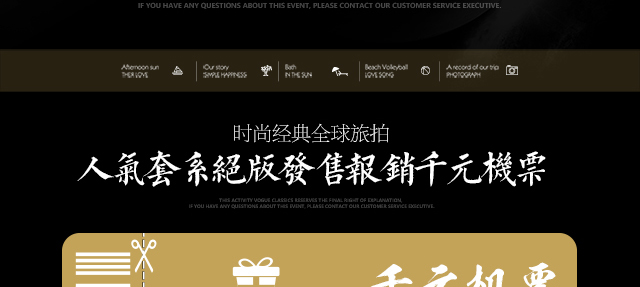 IF YOU HAVE ANY QUESTIONS ABOUT THIS EVENT, PLEASE CONTACT OUR CUSTOMER SERVICE EXECUTIVE.
Afternoon sun
THER LOVE
Our story
SIMPLE HAPPINESS
Bath
IN THE SUN
Beach Volleyball
LOVE SONG
A record of our trip
PHOTOGRAPH
时尚经典全球旅拍
人氣套系絕版發售報銷千元機票
THIS ACTIVITY VOGUE CLASSICS RESERVES THE FINAL RIGHT OF EXPLANATION.
IF YOU HAVE ANY QUESTIONS ABOUT THIS EVENT, PLEASE CONTACT OUR CUSTOMER SERVICE EXECUTIVE.
千元机票